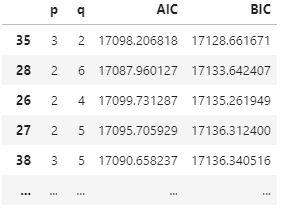 p q AIC BIC
35 3 2 17098.206818 17128.661671
28 2 6 17087.960127 17133.642407
26 2 4 17099.731287 17135.261949
27 2 5 17095.705929 17136.312400
38 3 5 17090.658237 17136.340516
... ... ... ... ...